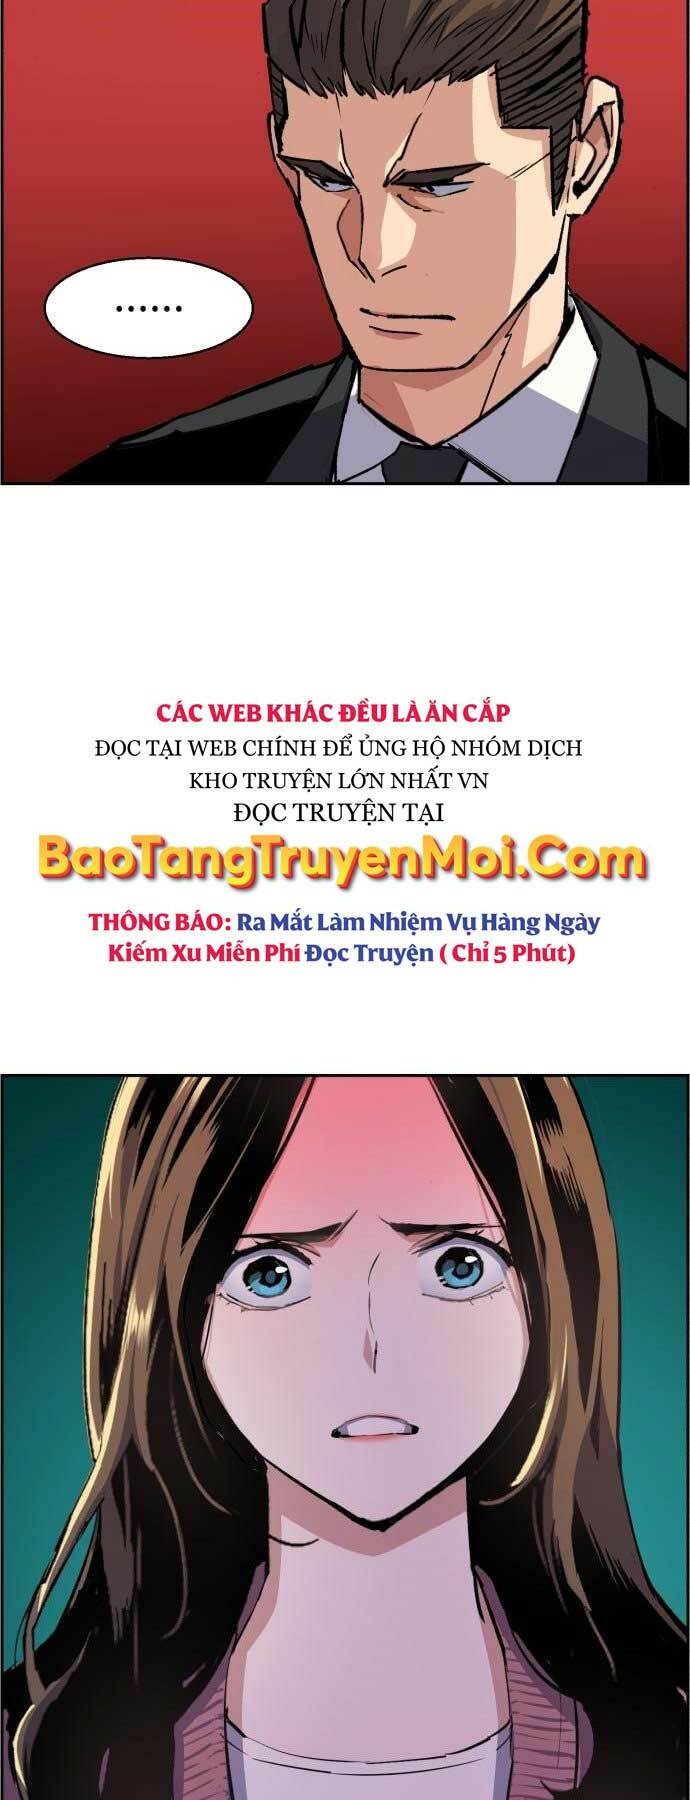 ......
CÁC WEB KHÁC ĐỀU LÀ ĂN CẮP
ĐỌC TẠI WEB CHÍNH ĐỂ ỦNG HỘ NHÓM DỊCH
KHO TRUYỆN LỚN NHẤT VN
ĐỌC TRUYỆN TẠI
BaoTangTruyenMoi.Com
THÔNG BÁO: Ra Mắt Làm Nhiệm Vụ Hàng Ngày
Kiếm Xu Miễn Phí Đọc Truyện ( Chỉ 5 Phút)